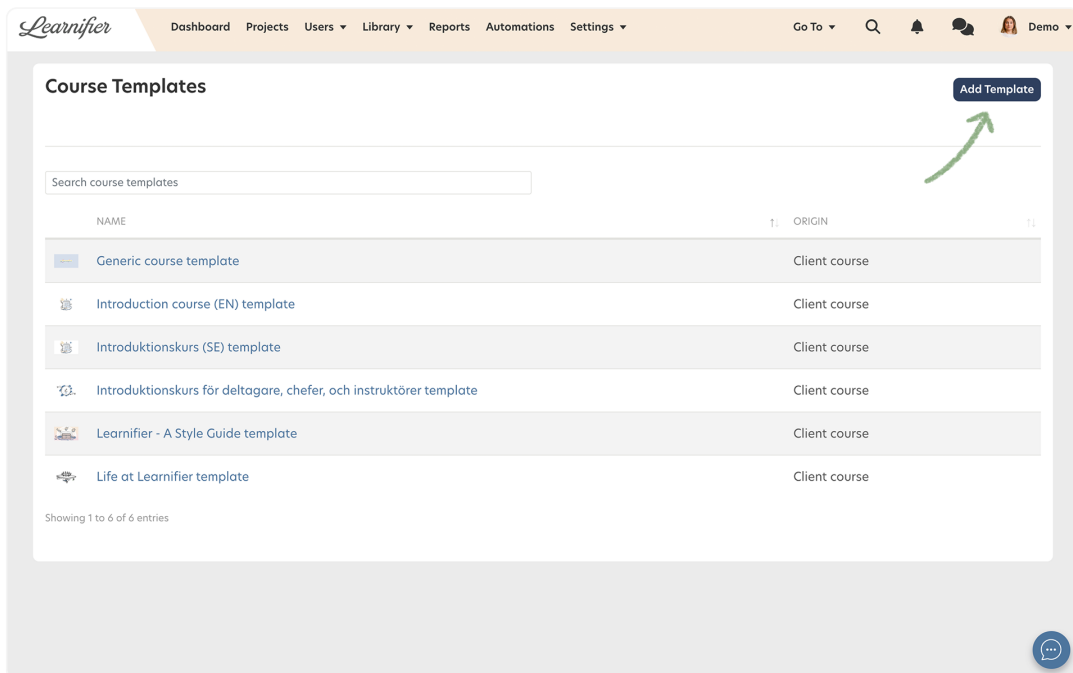 Learnifier Dashboard Projects Users Library Reports Automations Settings Go To Demo
Course Templates
Add Template
Search course templates
NAME ORIGIN
Generic course template Client course
Introduction course (EN) template Client course
Introduktionskurs (SE) template Client course
Introduktionskurs för deltagare, chefer, och instruktörer template Client course
Learnifier - A Style Guide template Client course
Life at Learnifier template Client course
Showing 1 to 6 of 6 entries